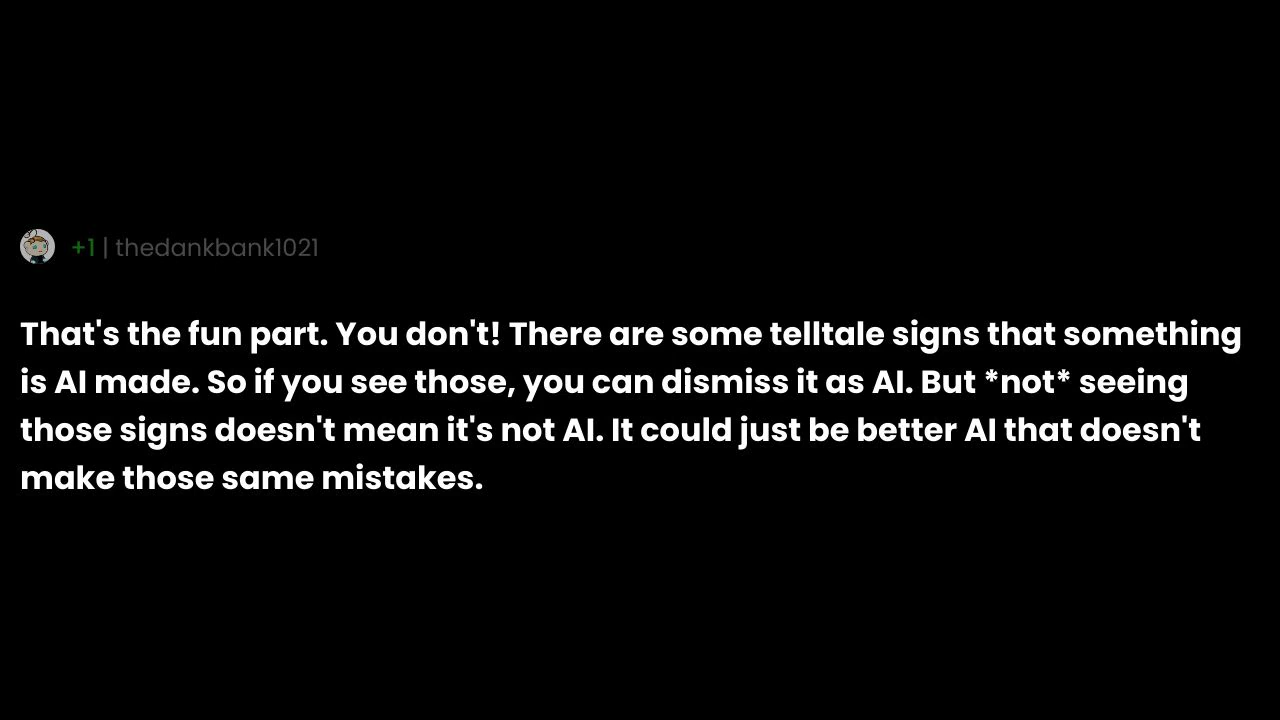 +1 | thedankbank1021
That's the fun part. You don't! There are some telltale signs that something
is AI made. So if you see those, you can dismiss it as AI. But *not* seeing
those signs doesn't mean it's not AI. It could just be better AI that doesn't
make those same mistakes.